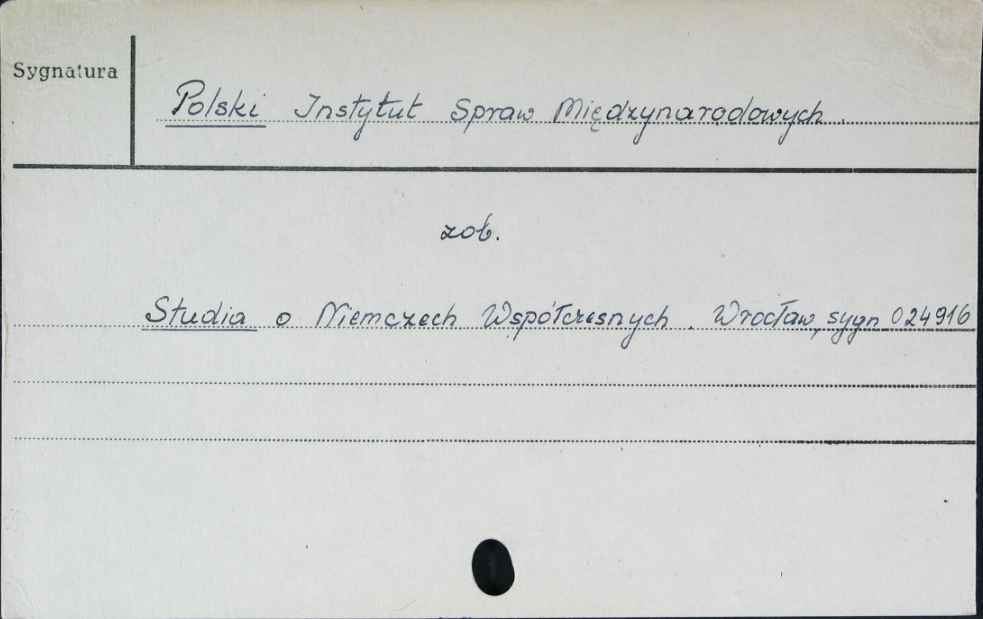 Sygnatura
Polski Instytut Spraw Międzynarodowych.
zob.
Studia o Niemczech Współczesnych. Wrocław, sygn 024916